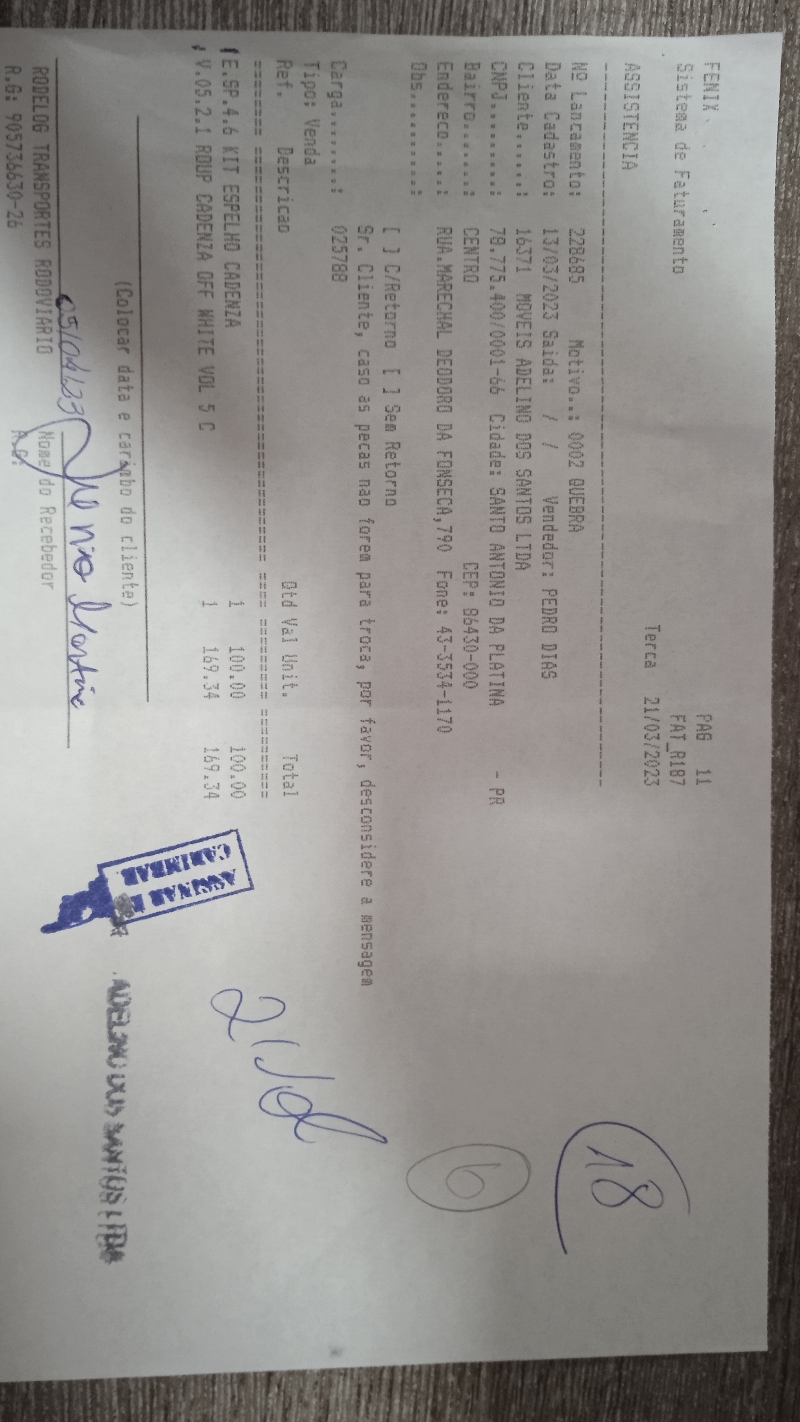 FENIX PAG 11
Sistema de Faturamento FAT_R187
Terca 21/03/2023
ASSISTENCIA
--------------------------------------------------------------------------------
Nº Lancamento: 228685 Motivo..: 0002 QUEBRA
Data Cadastro: 13/03/2023 Saida: / / Vendedor: PEDRO DIAS
Cliente......: 16371 MOVEIS ADELINO DOS SANTOS LTDA
CNPJ.........: 78.775.400/0001-66 Cidade: SANTO ANTONIO DA PLATINA - PR
Bairro.......: CENTRO CEP: 86430-000
Endereco.....: RUA.MARECHAL DEODORO DA FONSECA,790 Fone: 43-3534-1170
Obs..........:
[ ] C/Retorno [ ] Sem Retorno
Sr. Cliente, caso as pecas nao forem para troca, por favor, desconsidere a mensagem
Carga........: 025788
Tipo: Venda
Ref. Descricao Qtd Val Unit. Total
E.SP.4.6 KIT ESPELHO CADENZA 1 100.00 100.00
V.05.2.1 ROUP CADENZA OFF WHITE VOL 5 C 1 169.34 169.34
(Colocar data e carimbo do cliente)
05/04/23
RODELOG TRANSPORTES RODOVIARIO Nome do Recebedor
R.G: 905736630-26 R.G:
ASSINAR E
CARIMBAR
ADELINO DOS SANTOS LTDA
18
6